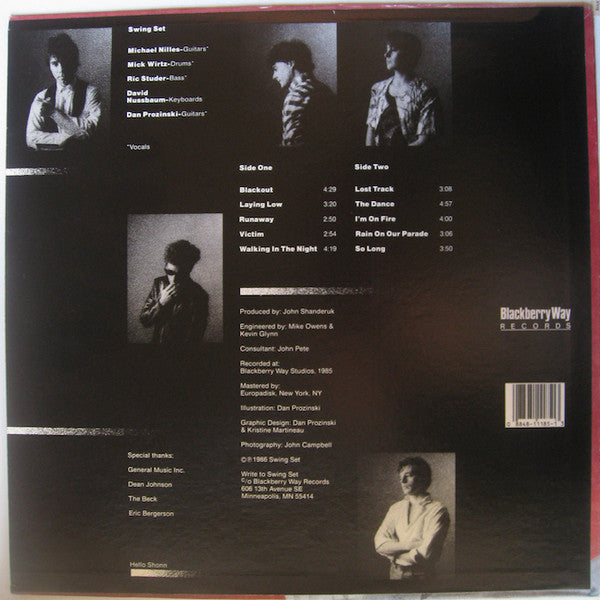 Swing Set
Michael Nilles-Guitars*
Mick Wirtz-Drums*
Ric Studer-Bass*
David
Nussbaum-Keyboards
Dan Prozinski-Guitars*
*Vocals
Side One
Blackout 4:29
Laying Low 3:20
Runaway 2:50
Victim 2:54
Walking In The Night 4:19
Side Two
Lost Track 3:08
The Dance 4:57
I'm On Fire 4:00
Rain On Our Parade 3:06
So Long 3:50
Produced by: John Shanderuk
Engineered by: Mike Owens &
Kevin Glynn
Consultant: John Pete
Recorded at:
Blackberry Way Studios, 1985
Mastered by:
Europadisk, New York, NY
Illustration: Dan Prozinski
Graphic Design: Dan Prozinski
& Kristine Martineau
Photography: John Campbell
©℗1986 Swing Set
Write to Swing Set
C/o Blackberry Way Records
606 13th Avenue SE
Minneapolis, MN 55414
Blackberry Way
RECORDS
0 8846-11185-1 3
Special thanks:
General Music Inc.
Dean Johnson
The Beck
Eric Bergerson
Hello Shonn